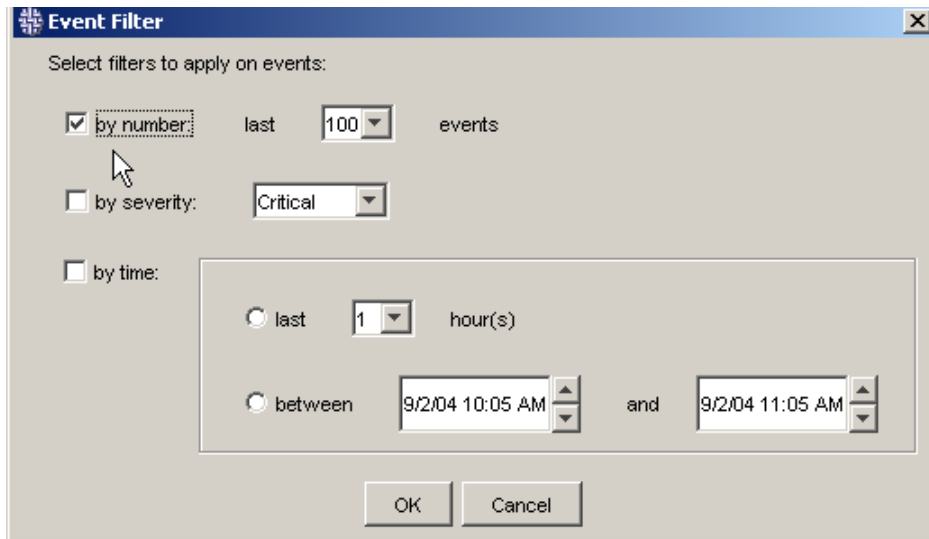 Event Filter
Select filters to apply on events:
by number: last 100 events
by severity: Critical
by time:
last 1 hour(s)
between 9/2/04 10:05 AM and 9/2/04 11:05 AM
OK Cancel